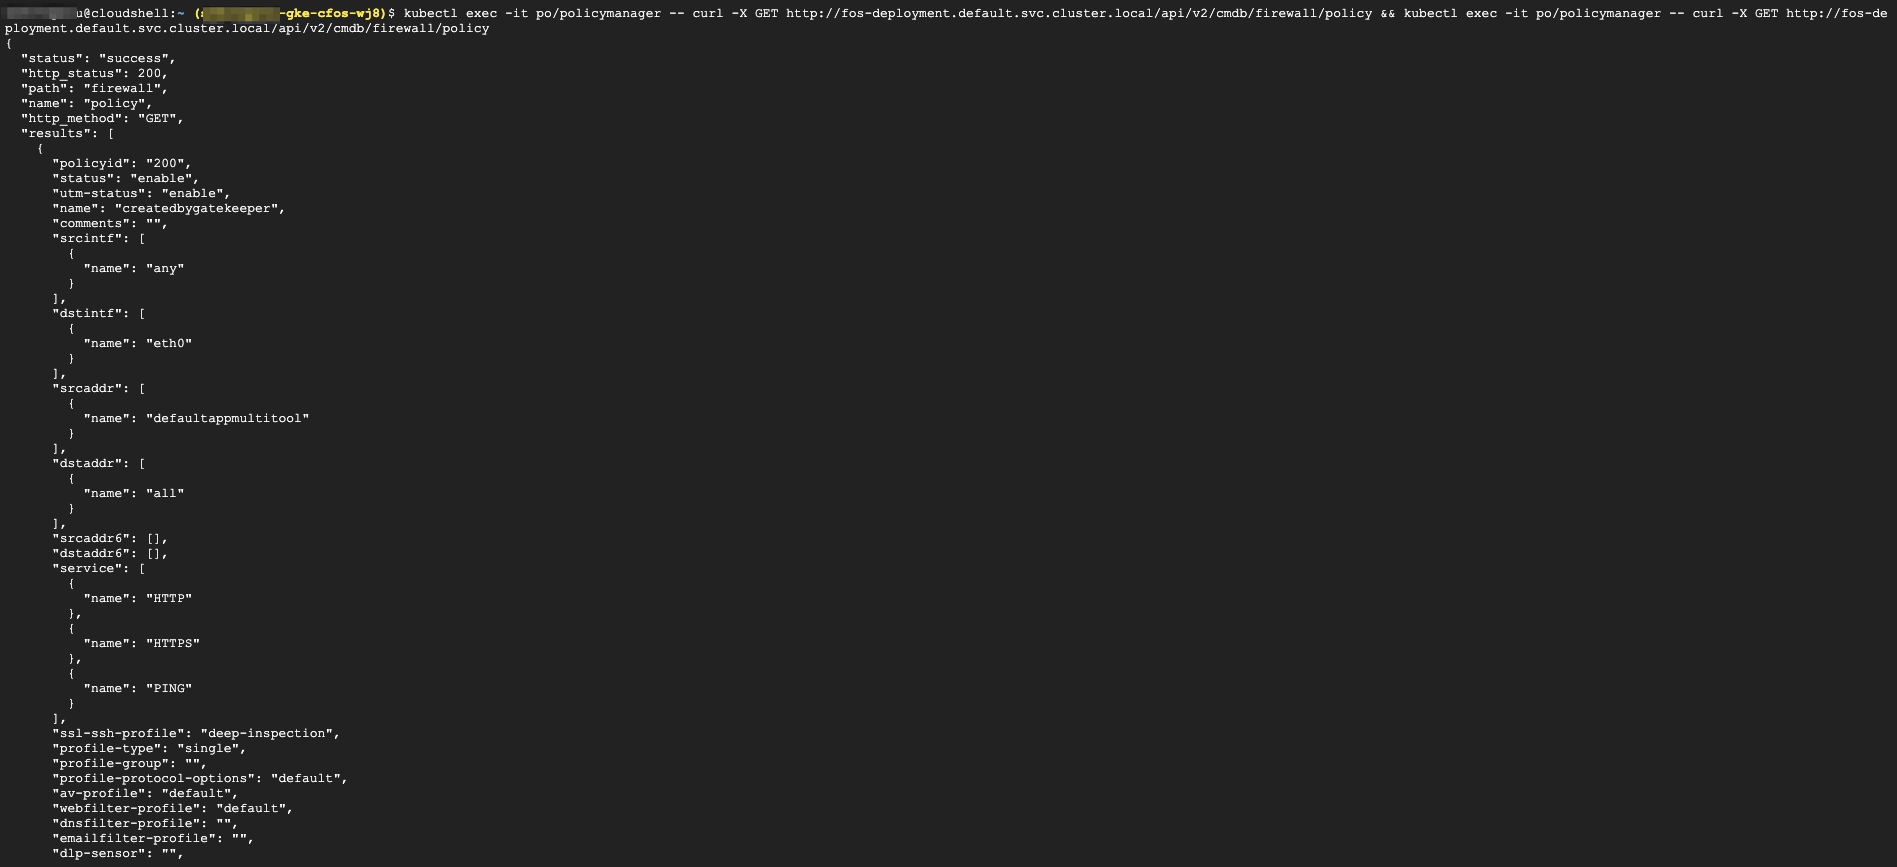 u@cloudshell:~ (-gke-cfos-wj8)$ kubectl exec -it po/policymanager -- curl -X GET http://fos-deployment.default.svc.cluster.local/api/v2/cmdb/firewall/policy && kubectl exec -it po/policymanager -- curl -X GET http://fos-de
ployment.default.svc.cluster.local/api/v2/cmdb/firewall/policy
{
  "status": "success",
  "http_status": 200,
  "path": "firewall",
  "name": "policy",
  "http_method": "GET",
  "results": [
    {
      "policyid": "200",
      "status": "enable",
      "utm-status": "enable",
      "name": "createdbygatekeeper",
      "comments": "",
      "srcintf": [
        {
          "name": "any"
        }
      ],
      "dstintf": [
        {
          "name": "eth0"
        }
      ],
      "srcaddr": [
        {
          "name": "defaultappmultitool"
        }
      ],
      "dstaddr": [
        {
          "name": "all"
        }
      ],
      "srcaddr6": [],
      "dstaddr6": [],
      "service": [
        {
          "name": "HTTP"
        },
        {
          "name": "HTTPS"
        },
        {
          "name": "PING"
        }
      ],
      "ssl-ssh-profile": "deep-inspection",
      "profile-type": "single",
      "profile-group": "",
      "profile-protocol-options": "default",
      "av-profile": "default",
      "webfilter-profile": "default",
      "dnsfilter-profile": "",
      "emailfilter-profile": "",
      "dlp-sensor": "",